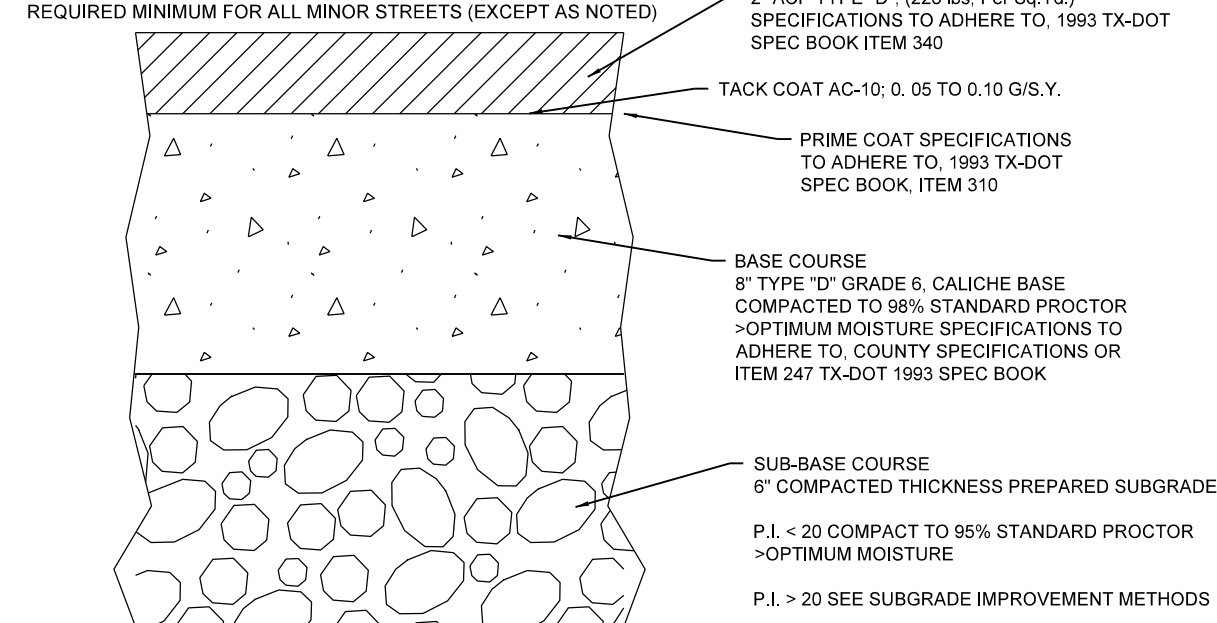 REQUIRED MINIMUM FOR ALL MINOR STREETS (EXCEPT AS NOTED)
SPECIFICATIONS TO ADHERE TO, 1993 TX-DOT
SPEC BOOK ITEM 340
TACK COAT AC-10; 0. 05 TO 0.10 G/S.Y.
PRIME COAT SPECIFICATIONS
TO ADHERE TO, 1993 TX-DOT
SPEC BOOK, ITEM 310
BASE COURSE
8" TYPE "D" GRADE 6, CALICHE BASE
COMPACTED TO 98% STANDARD PROCTOR
>OPTIMUM MOISTURE SPECIFICATIONS TO
ADHERE TO, COUNTY SPECIFICATIONS OR
ITEM 247 TX-DOT 1993 SPEC BOOK
SUB-BASE COURSE
6" COMPACTED THICKNESS PREPARED SUBGRADE
P.I. < 20 COMPACT TO 95% STANDARD PROCTOR
>OPTIMUM MOISTURE
P.I. > 20 SEE SUBGRADE IMPROVEMENT METHODS